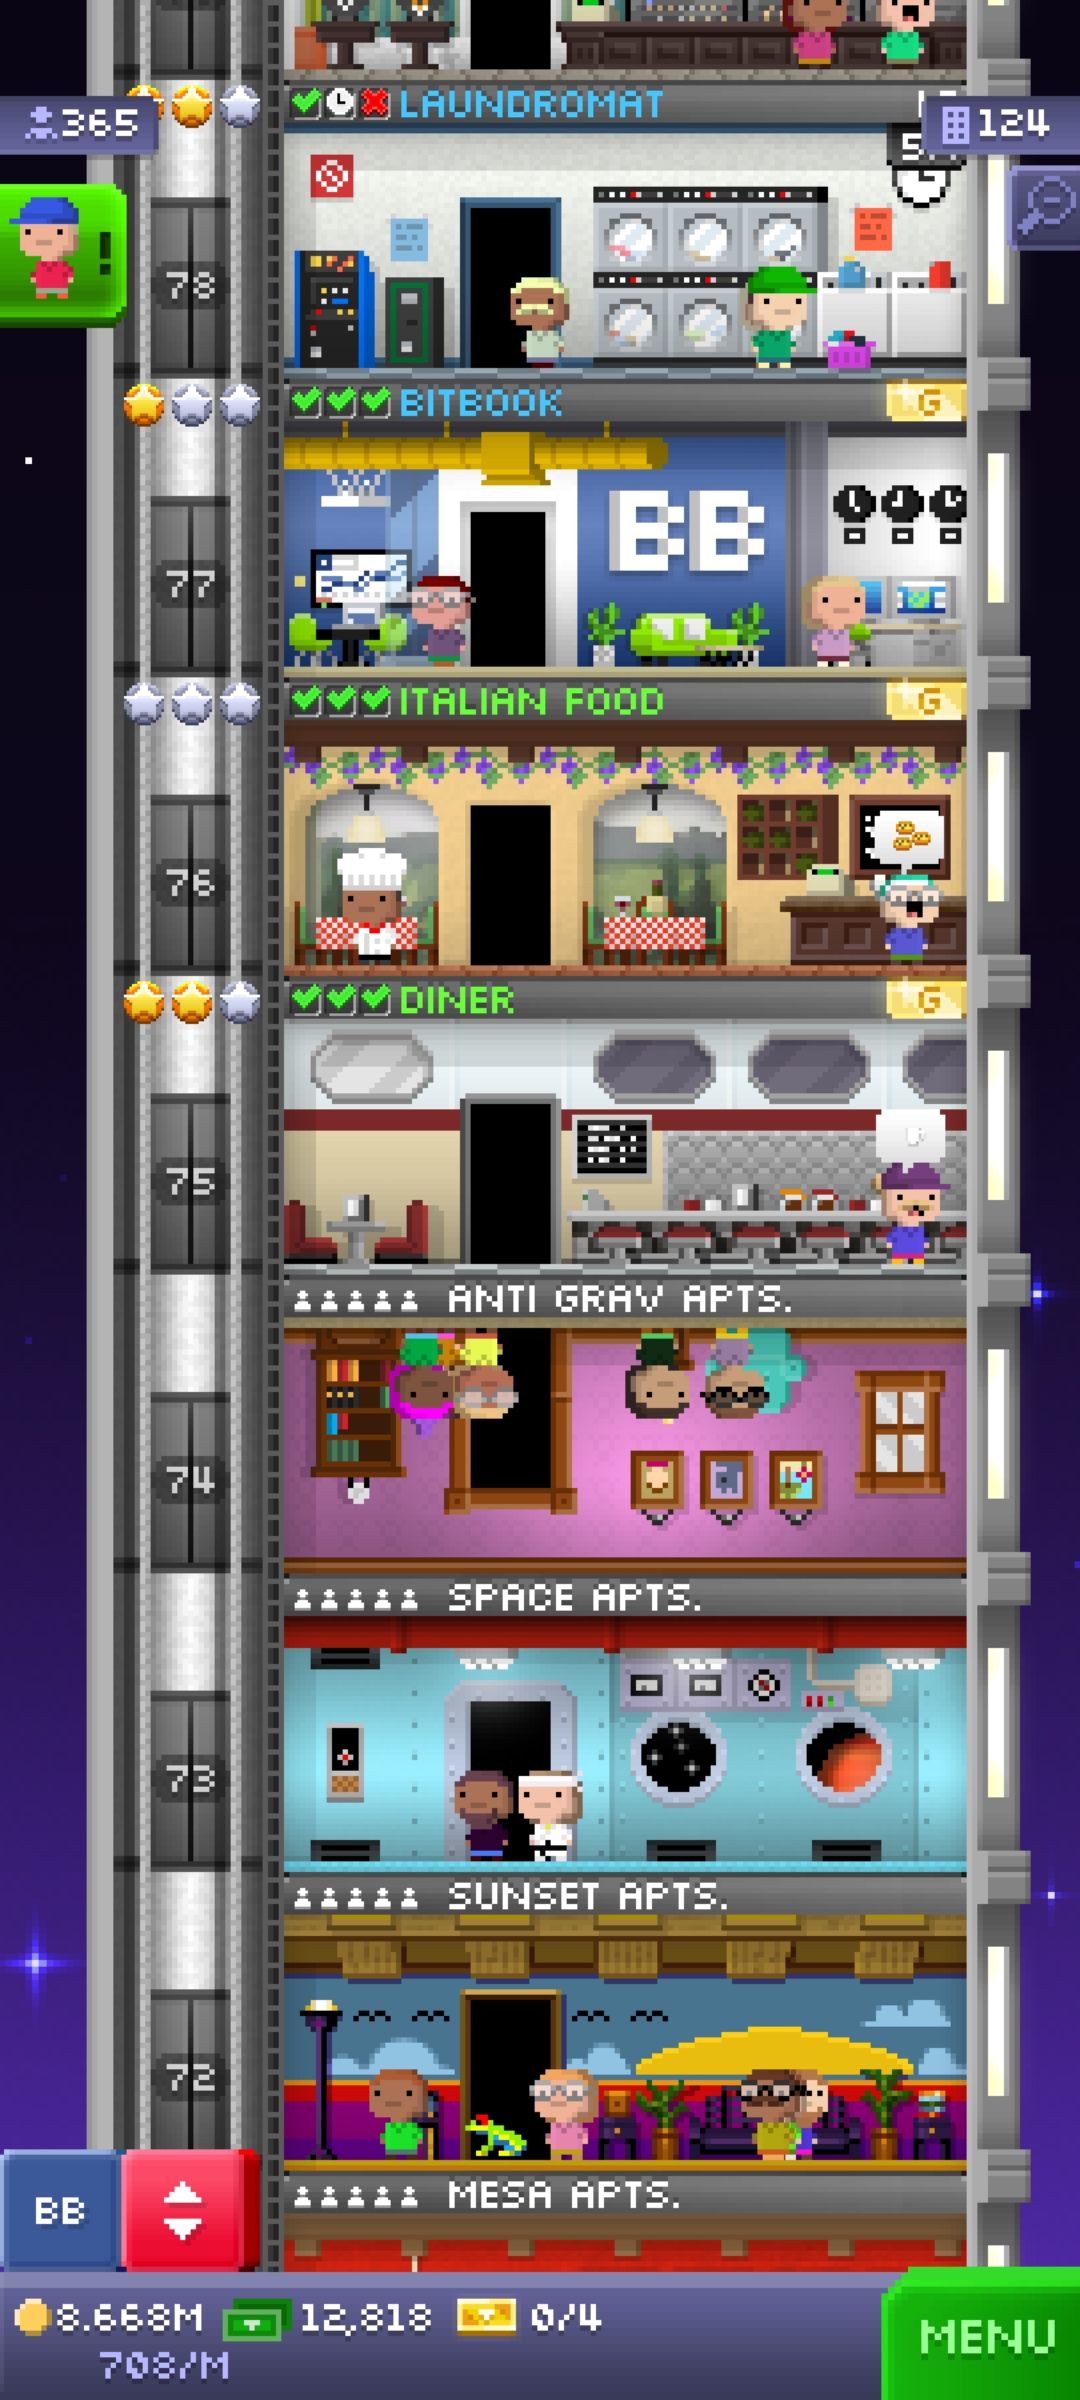 LAUNDROMAT
365
124
78
BITBOOK
G
BB
77
ITALIAN FOOD
G
76
DINER
G
75
ANTI GRAV APTS.
74
SPACE APTS.
73
SUNSET APTS.
72
MESA APTS.
BB
8.668M
12,818
0/4
708/M
MENU